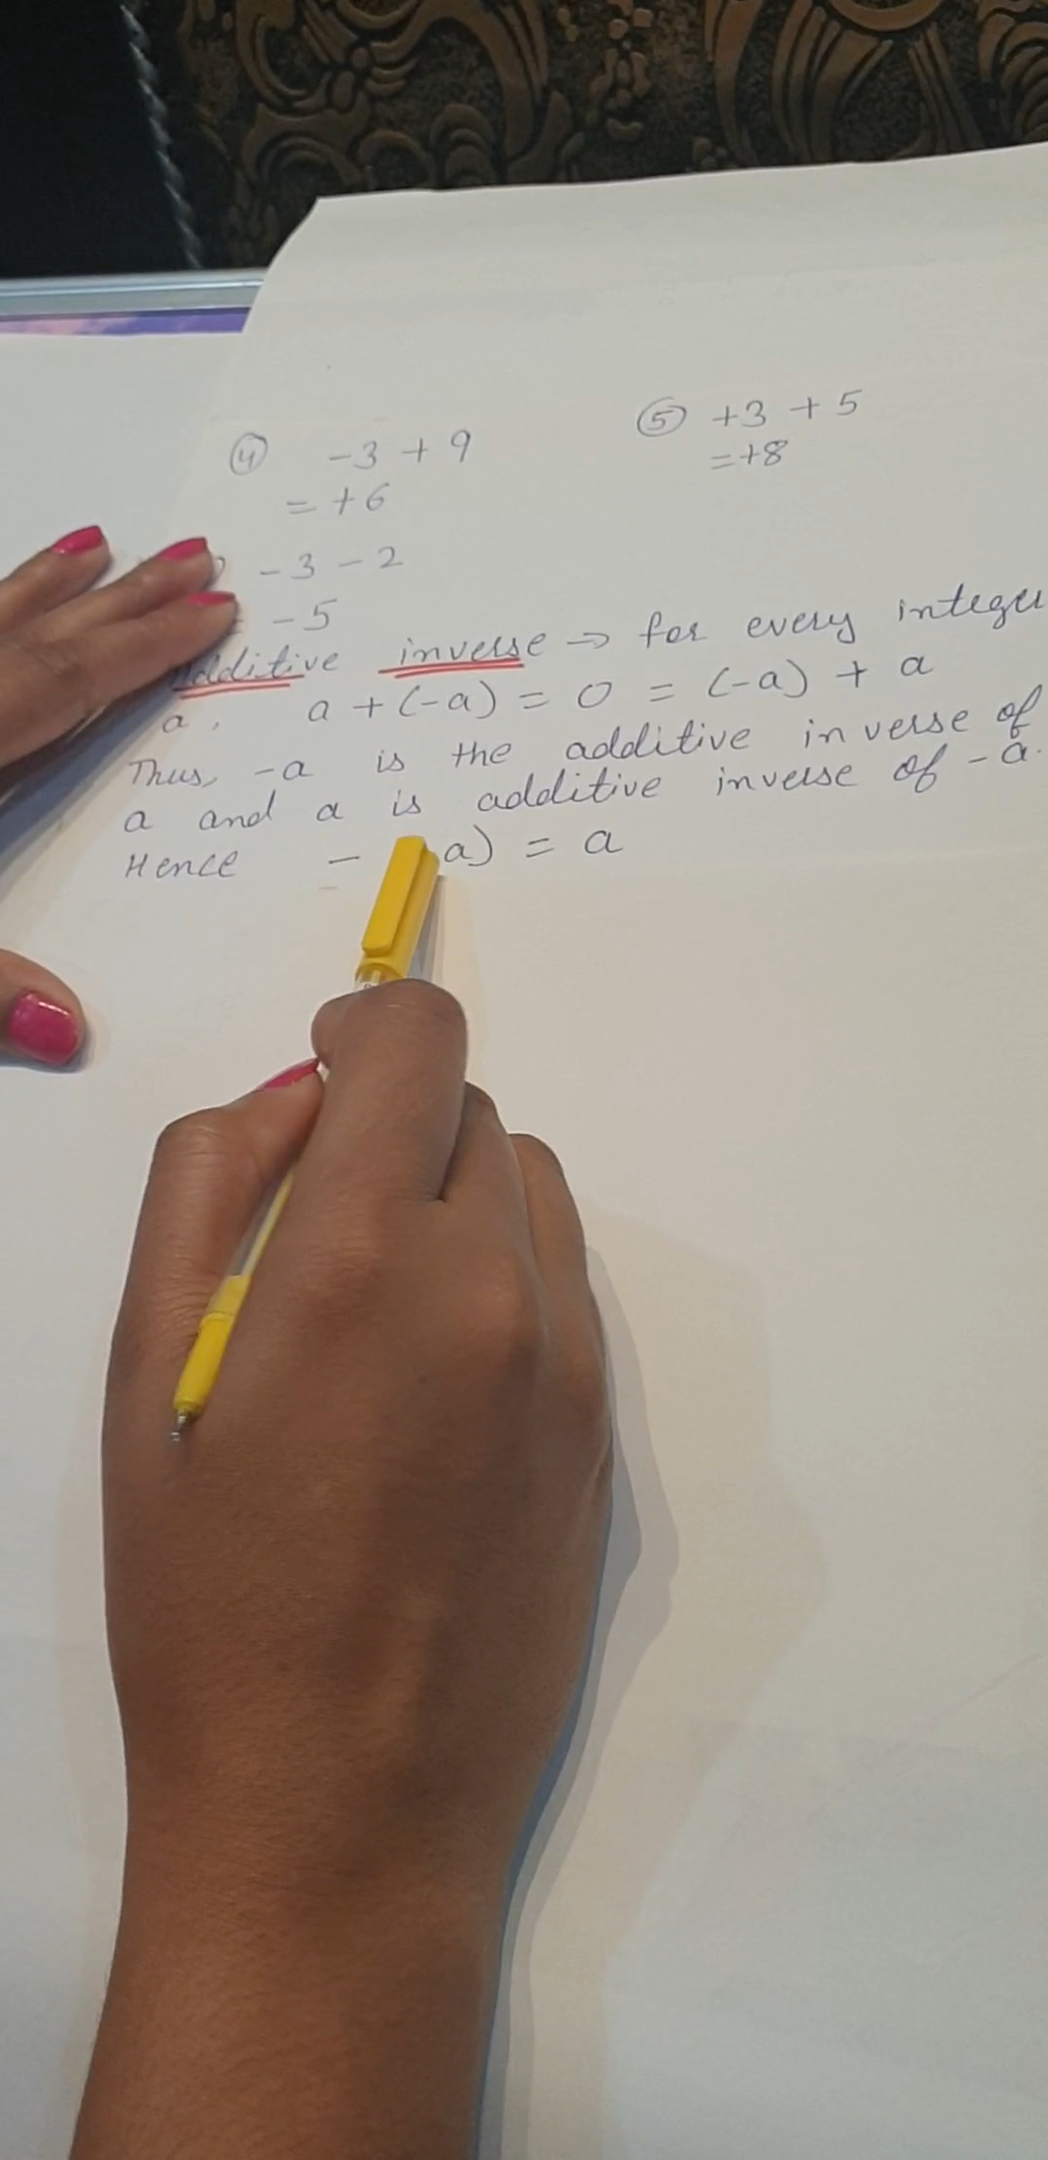 ④ -3 + 9
= +6
⑤ +3 + 5
= +8
-3 - 2
-5
Additive inverse → for every integer
a, a + (-a) = 0 = (-a) + a
Thus, -a is the additive inverse of
a and a is additive inverse of -a.
Hence - a) = a